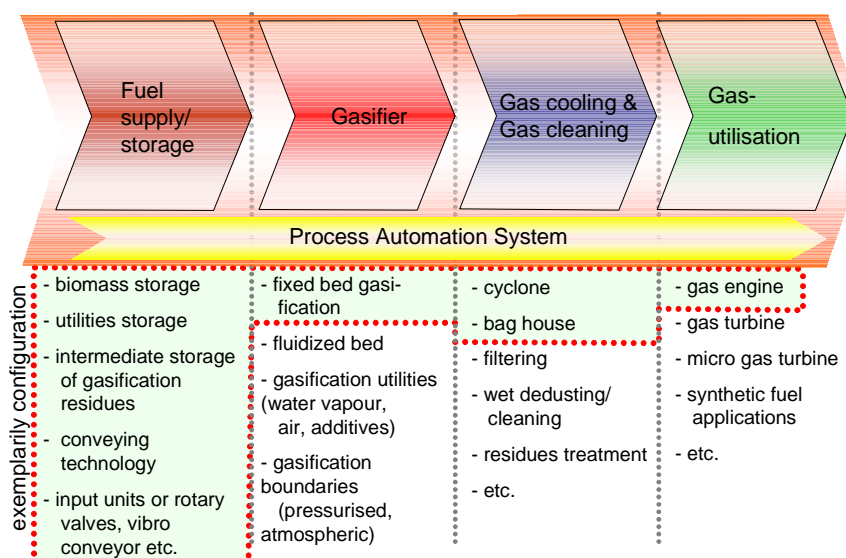 Fuel
supply/
storage
Gasifier
Gas cooling &
Gas cleaning
Gas-
utilisation
Process Automation System
exemplarily configuration
- biomass storage
- utilities storage
- intermediate storage
of gasification
residues
- conveying
technology
- input units or rotary
valves, vibro
conveyor etc.
- fixed bed gasi-
fication
- fluidized bed
- gasification utilities
(water vapour,
air, additives)
- gasification
boundaries
(pressurised,
atmospheric)
- cyclone
- bag house
- filtering
- wet dedusting/
cleaning
- residues treatment
- etc.
- gas engine
- gas turbine
- micro gas turbine
- synthetic fuel
applications
- etc.